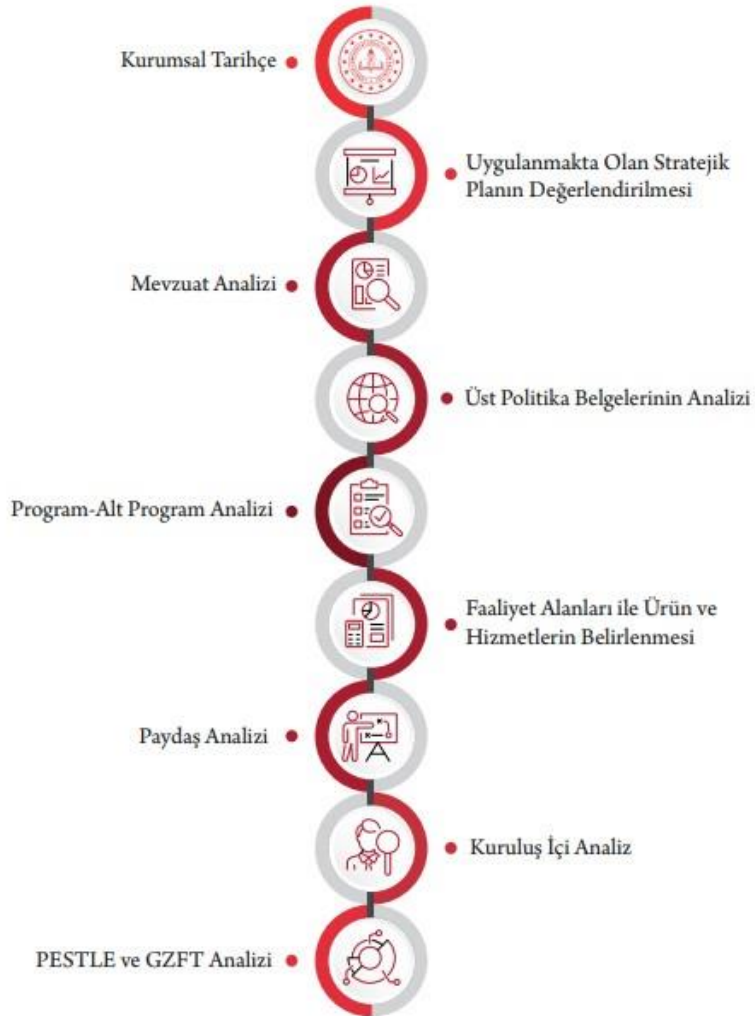 Kurumsal Tarihçe
Uygulanmakta Olan Stratejik
Planın Değerlendirilmesi
Mevzuat Analizi
Üst Politika Belgelerinin Analizi
Program-Alt Program Analizi
Faaliyet Alanları ile Ürün ve
Hizmetlerin Belirlenmesi
Paydaş Analizi
Kuruluş İçi Analiz
PESTLE ve GZFT Analizi